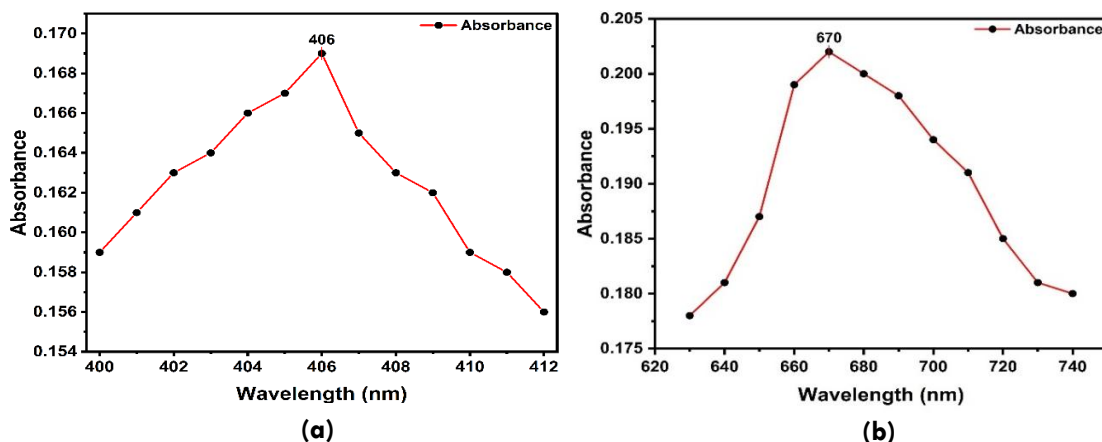 0.170
0.168
0.166
0.164
0.162
0.160
0.158
0.156
0.154
Absorbance
406
Absorbance
400 402 404 406 408 410 412
Wavelength (nm)
(a)
0.205
0.200
0.195
0.190
0.185
0.180
0.175
Absorbance
670
Absorbance
620 640 660 680 700 720 740
Wavelength (nm)
(b)